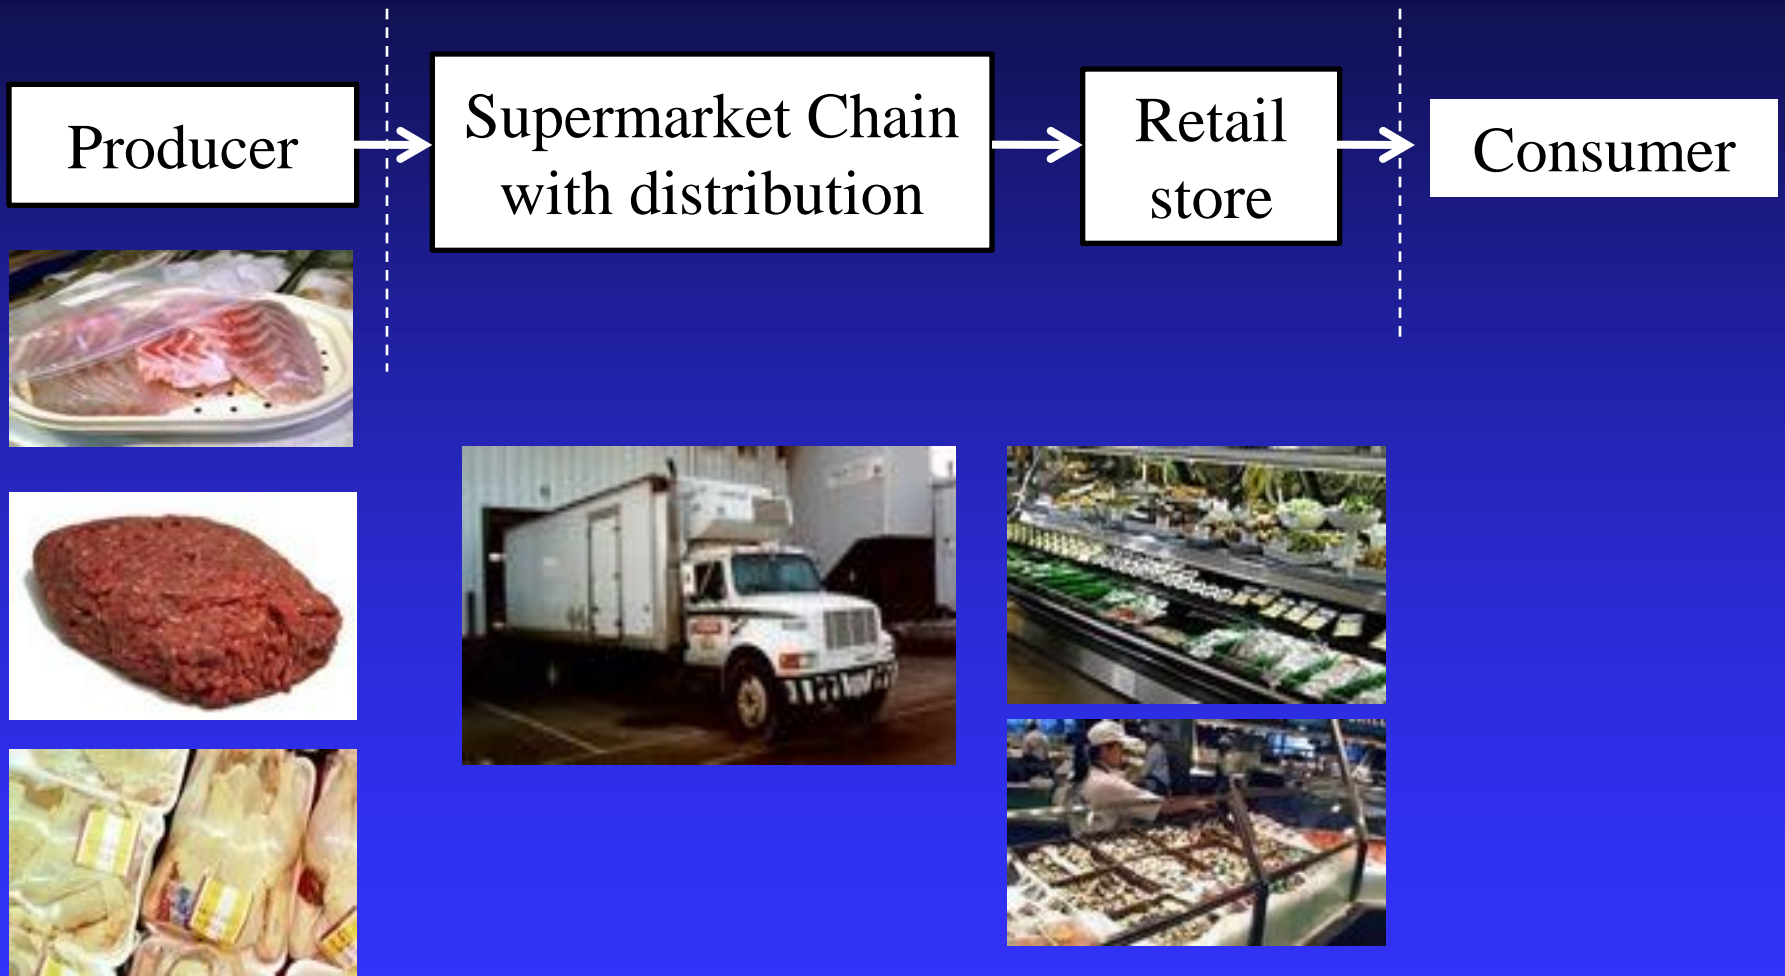 Producer
Supermarket Chain
with distribution
Retail
store
Consumer